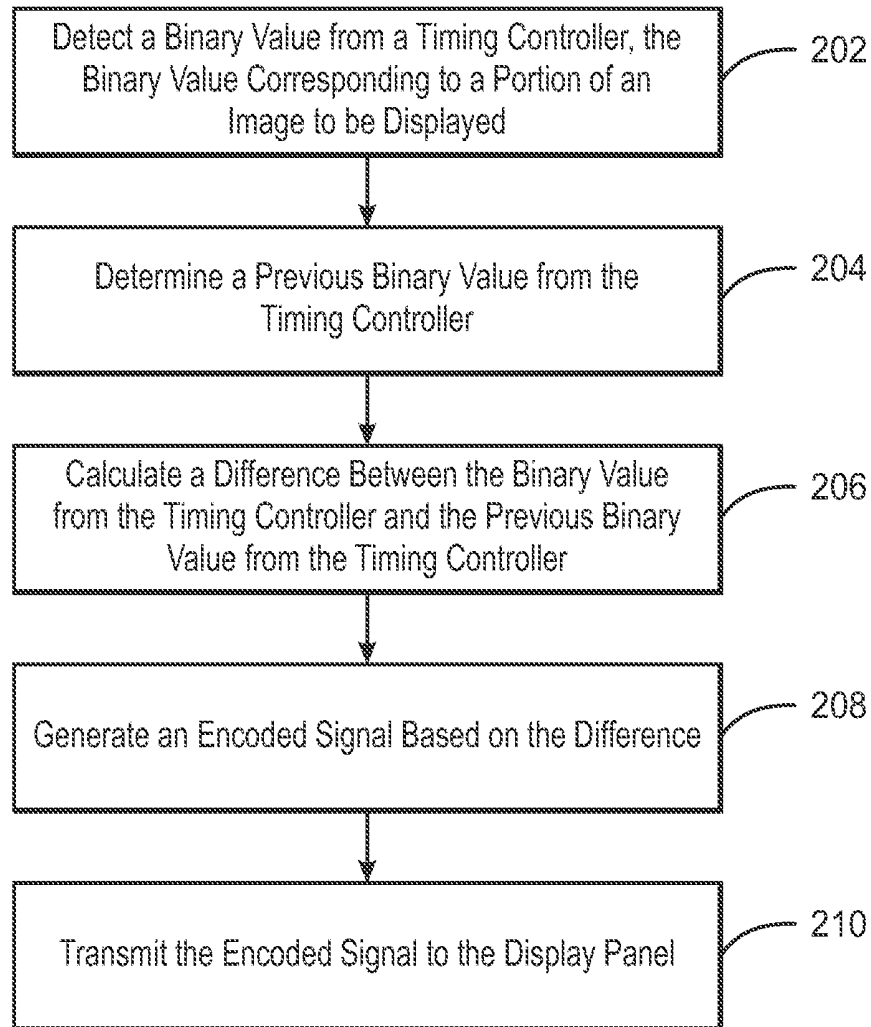 Detect a Binary Value from a Timing Controller, the
Binary Value Corresponding to a Portion of an
Image to be Displayed
202
Determine a Previous Binary Value from the
Timing Controller
204
Calculate a Difference Between the Binary Value
from the Timing Controller and the Previous Binary
Value from the Timing Controller
206
Generate an Encoded Signal Based on the Difference
208
Transmit the Encoded Signal to the Display Panel
210